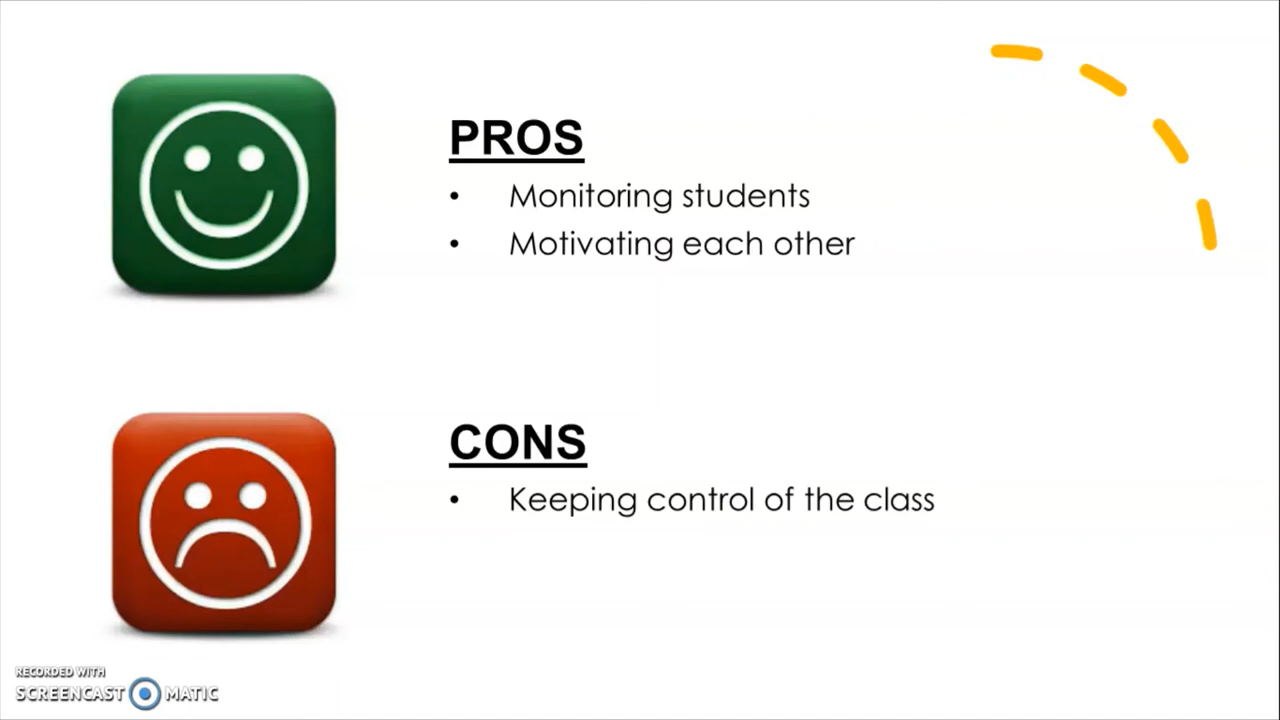 PROS
• Monitoring students
• Motivating each other
CONS
• Keeping control of the class
RECORDED WITH
SCREENCAST MATIC